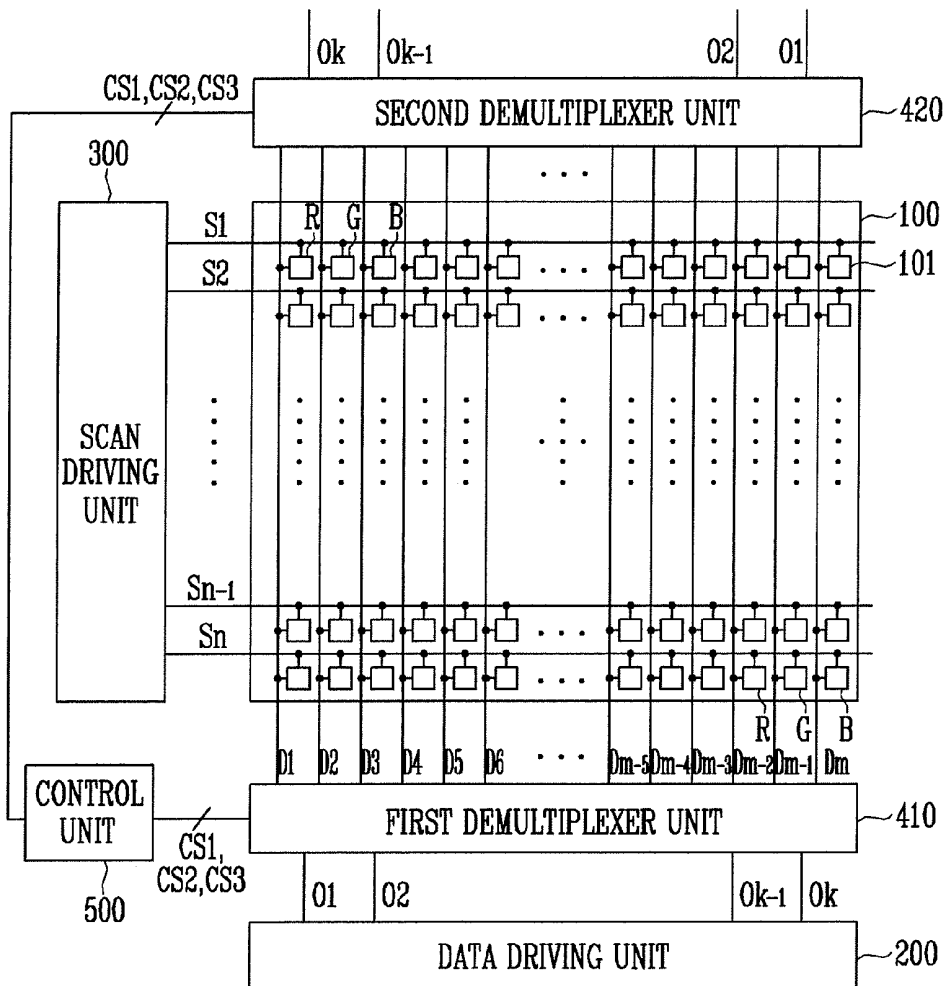 Ok Ok-1 O2 O1
CS1,CS2,CS3
SECOND DEMULTIPLEXER UNIT
420
300
100
R G B
S1
101
S2
SCAN
DRIVING
UNIT
Sn-1
Sn
R G B
D1 D2 D3 D4 D5 D6 Dm-5 Dm-4 Dm-3 Dm-2 Dm-1 Dm
CONTROL
UNIT
FIRST DEMULTIPLEXER UNIT
410
CS1,
CS2,CS3
500
O1 O2 Ok-1 Ok
DATA DRIVING UNIT
200